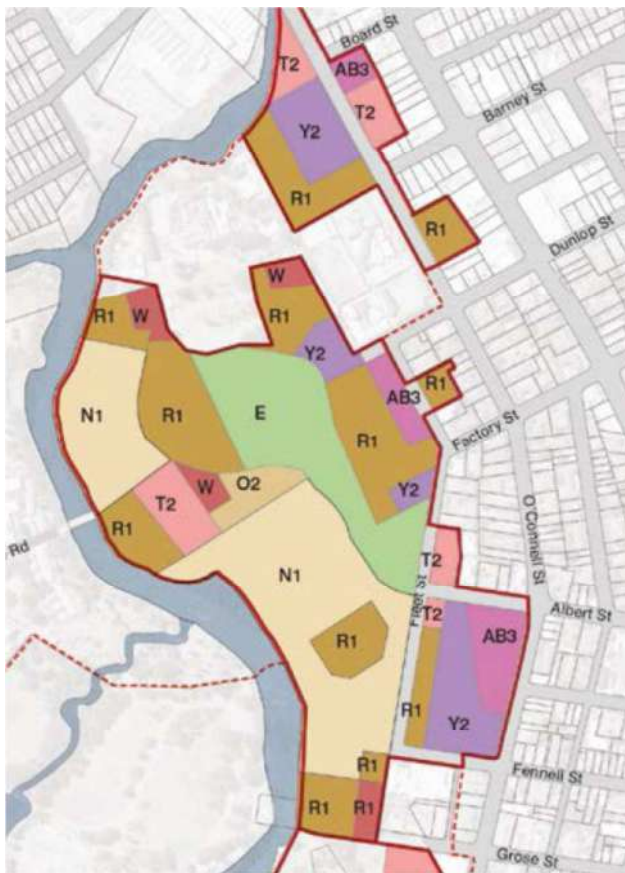 Board St
T2
AB3
Barney St
T2
Y2
R1
R1
Dunlop St
W
R1
W
R1
Y2
R1
AB3
N1
R1
E
R1
Factory St
Y2
W
O2
T2
O'Connell St
R1
Rd
T2
N1
Fleet St
T2
Albert St
AB3
R1
R1
Y2
R1
Fennell St
R1
R1
Grose St